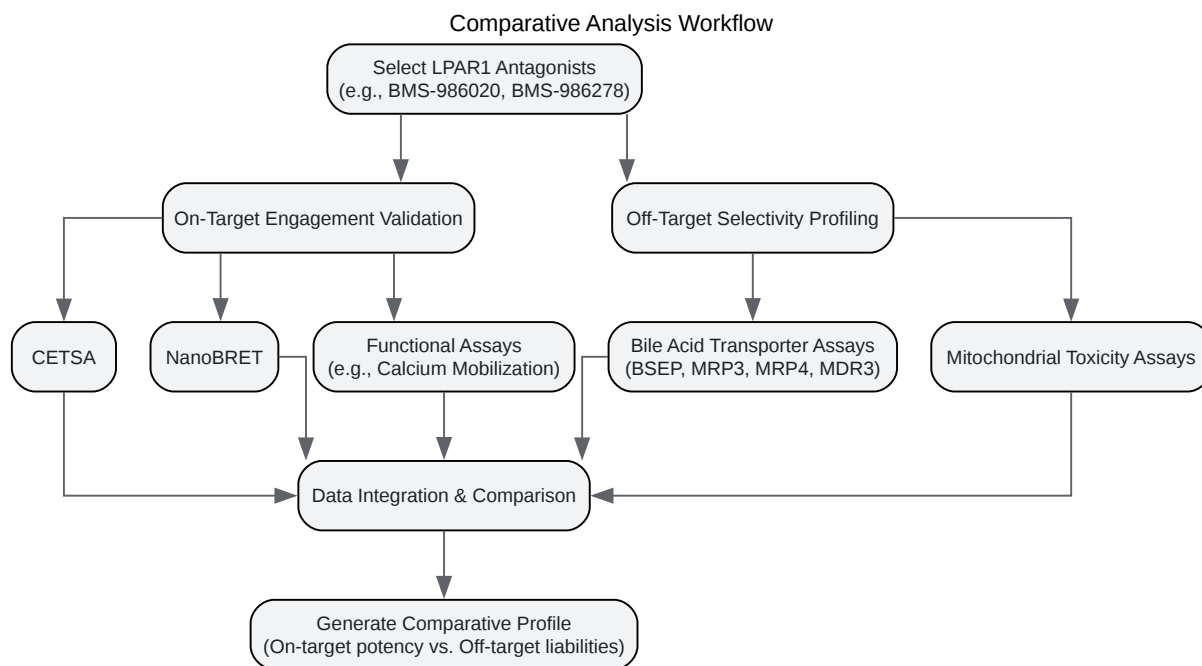 Comparative Analysis Workflow
Select LPAR1 Antagonists
(e.g., BMS-986020, BMS-986278)
On-Target Engagement Validation
Off-Target Selectivity Profiling
CETSA
NanoBRET
Functional Assays
(e.g., Calcium Mobilization)
Bile Acid Transporter Assays
(BSEP, MRP3, MRP4, MDR3)
Mitochondrial Toxicity Assays
Data Integration & Comparison
Generate Comparative Profile
(On-target potency vs. Off-target liabilities)